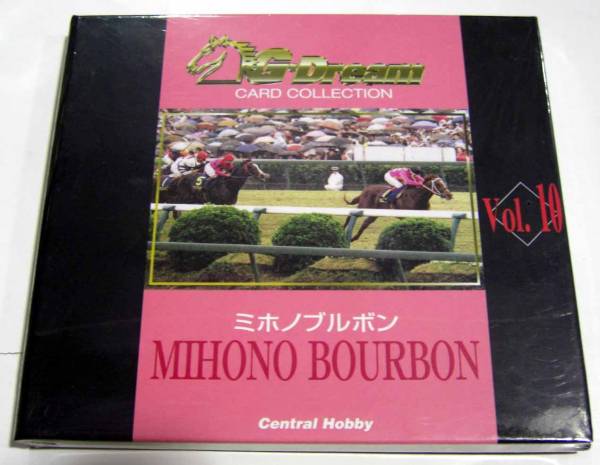 G-Dream
CARD COLLECTION
Vol. 10
ミホノブルボン
MIHONO BOURBON
Central Hobby